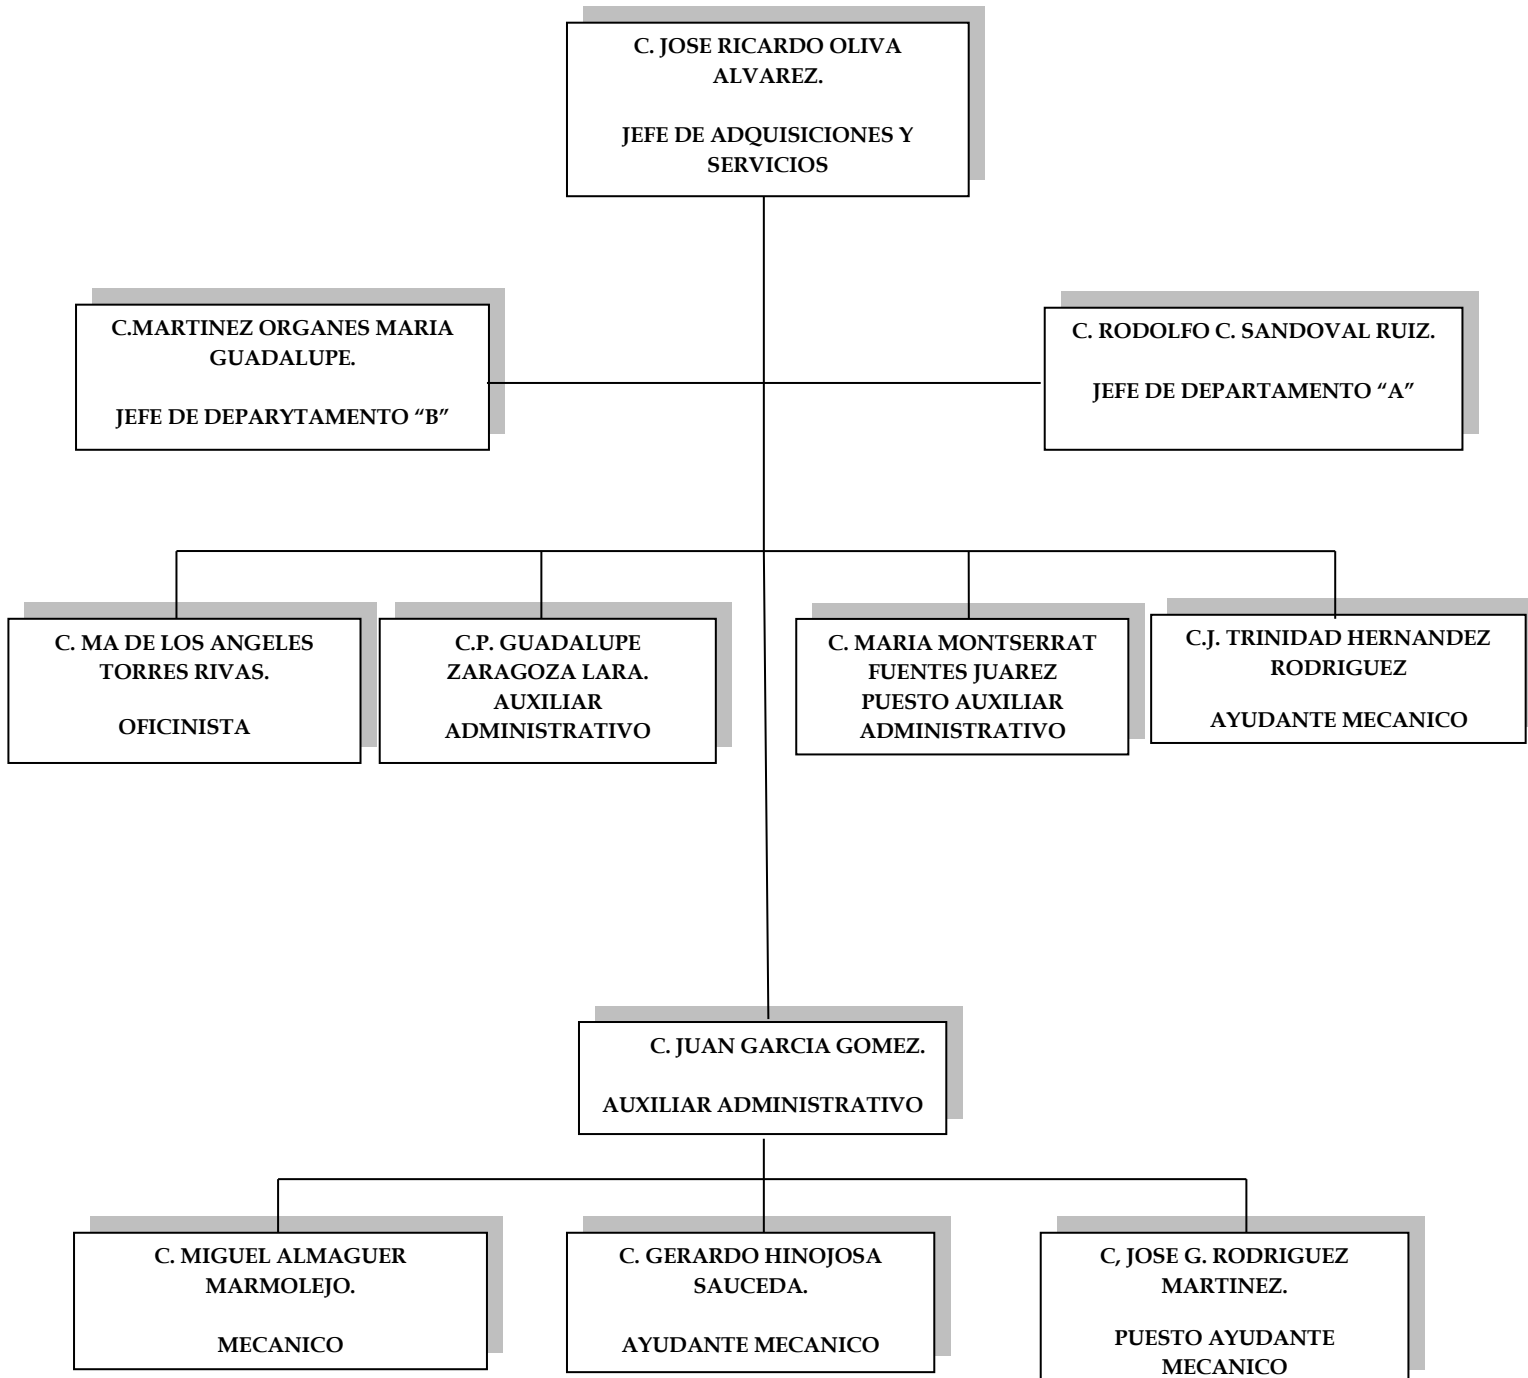 C. JOSE RICARDO OLIVA
ALVAREZ.
JEFE DE ADQUISICIONES Y
SERVICIOS
C.MARTINEZ ORGANES MARIA
GUADALUPE.
JEFE DE DEPARYTAMENTO “B”
C. RODOLFO C. SANDOVAL RUIZ.
JEFE DE DEPARTAMENTO “A”
C. MA DE LOS ANGELES
TORRES RIVAS.
OFICINISTA
C.P. GUADALUPE
ZARAGOZA LARA.
AUXILIAR
ADMINISTRATIVO
C. MARIA MONTSERRAT
FUENTES JUAREZ
PUESTO AUXILIAR
ADMINISTRATIVO
C.J. TRINIDAD HERNANDEZ
RODRIGUEZ
AYUDANTE MECANICO
C. JUAN GARCIA GOMEZ.
AUXILIAR ADMINISTRATIVO
C. MIGUEL ALMAGUER
MARMOLEJO.
MECANICO
C. GERARDO HINOJOSA
SAUCEDA.
AYUDANTE MECANICO
C, JOSE G. RODRIGUEZ
MARTINEZ.
PUESTO AYUDANTE
MECANICO